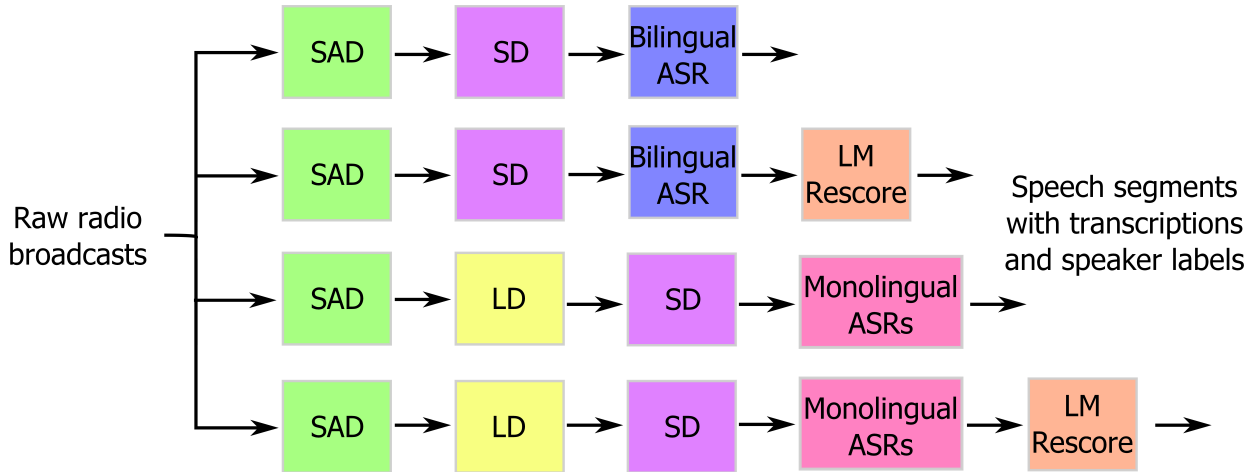 SAD
SD
Bilingual
ASR
SAD
SD
Bilingual
ASR
LM
Rescore
Raw radio
broadcasts
Speech segments
with transcriptions
and speaker labels
SAD
LD
SD
Monolingual
ASRs
SAD
LD
SD
Monolingual
ASRs
LM
Rescore